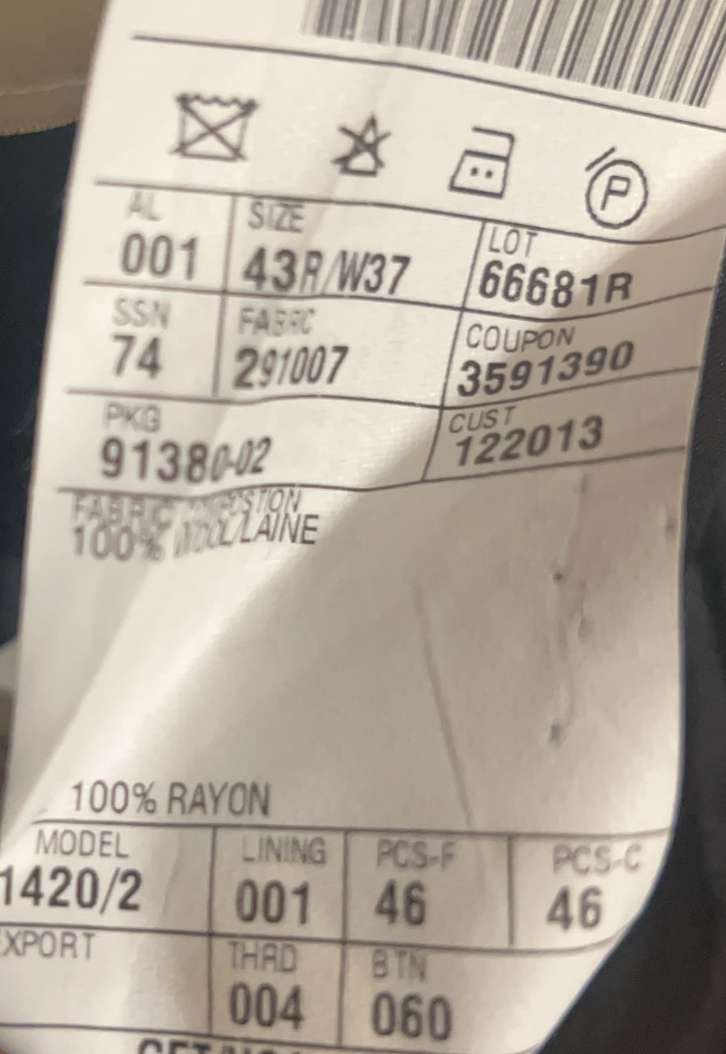 P
AL SIZE LOT
001 43R/W37 66681R
SSN FABRC COUPON
74 291007 3591390
PKG CUST
91380-02 122013
FABRIC
100% WOOL/LAINE
100% RAYON
MODEL LINING PCS-F PCS-C
1420/2 001 46 46
XPORT THRD BTN
004 060